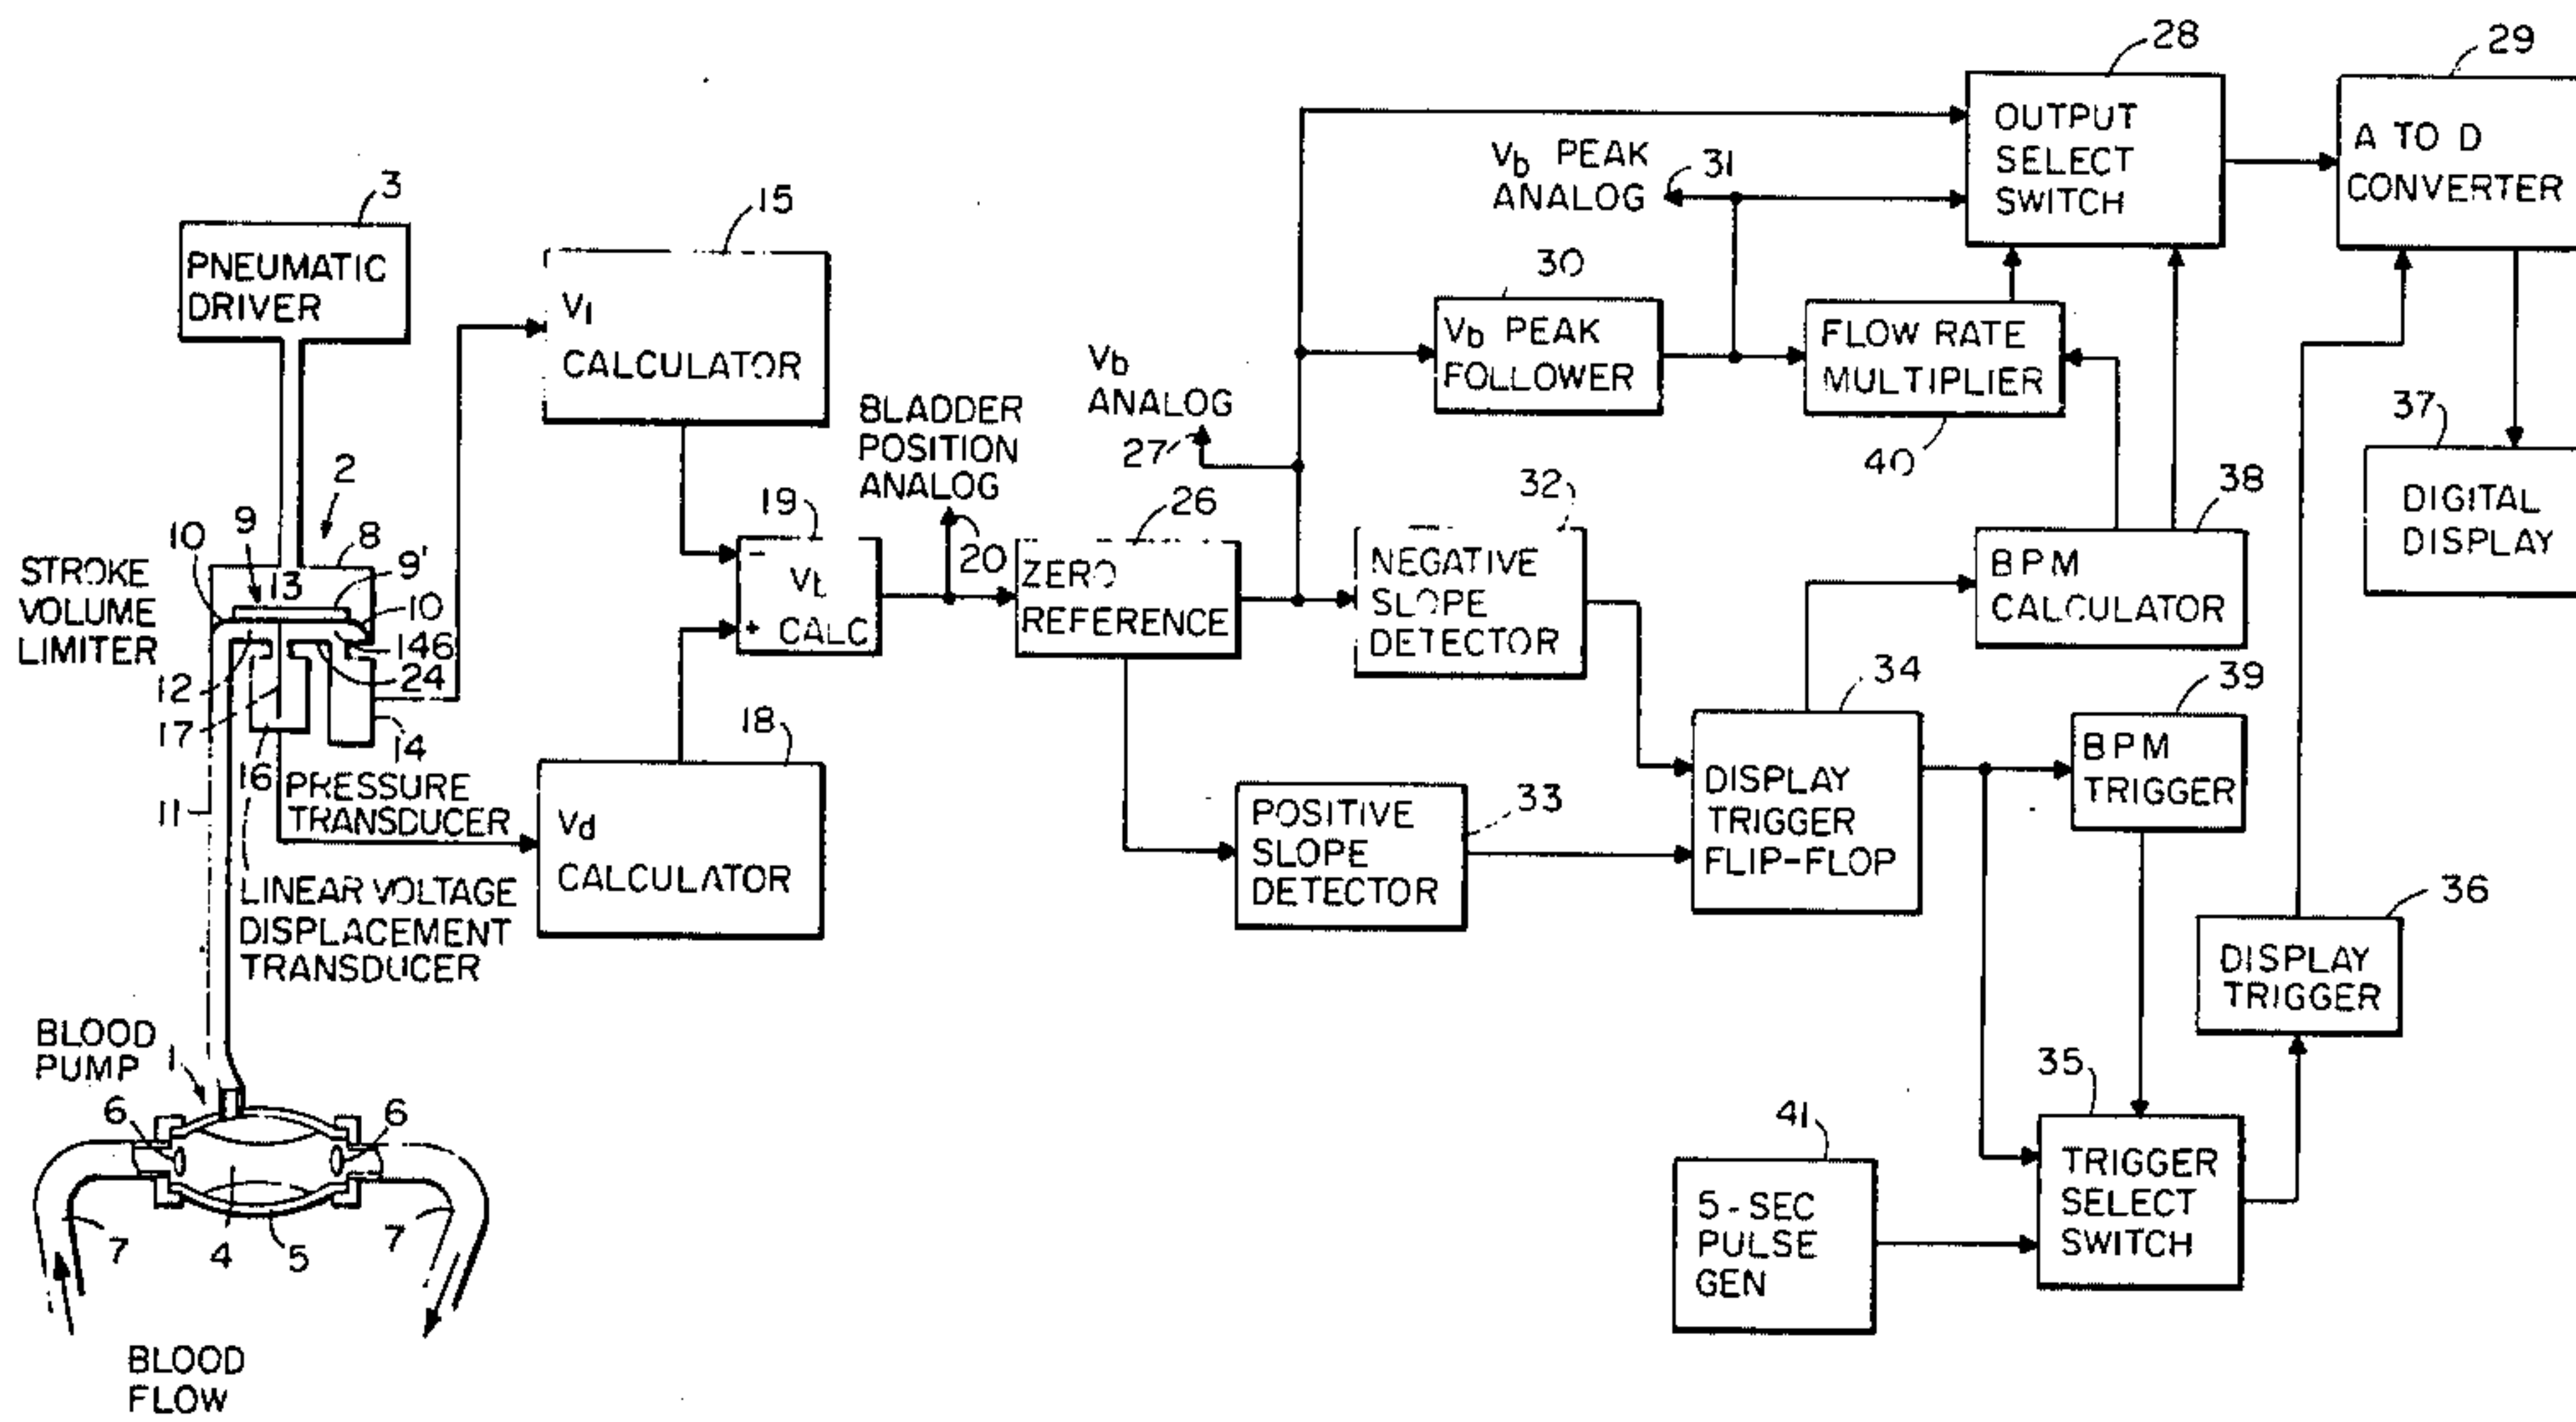 3
PNEUMATIC
DRIVER
15
V1
CALCULATOR
28
OUTPUT
SELECT
SWITCH
29
A TO D
CONVERTER
Vb PEAK
ANALOG
31
30
Vb PEAK
FOLLOWER
FLOW RATE
MULTIPLIER
40
Vb
ANALOG
27
BLADDER
POSITION
ANALOG
20
37
DIGITAL
DISPLAY
2
8
9
9'
10
13
10
STROKE
VOLUME
LIMITER
146
12
24
17
14
16
11
PRESSURE
TRANSDUCER
LINEAR VOLTAGE
DISPLACEMENT
TRANSDUCER
19
-
Vb
+ CALC
18
Vd
CALCULATOR
26
ZERO
REFERENCE
32
NEGATIVE
SLOPE
DETECTOR
38
BPM
CALCULATOR
33
POSITIVE
SLOPE
DETECTOR
34
DISPLAY
TRIGGER
FLIP-FLOP
39
BPM
TRIGGER
36
DISPLAY
TRIGGER
35
TRIGGER
SELECT
SWITCH
41
5-SEC
PULSE
GEN
BLOOD
PUMP
1
6
6
7
4
5
7
BLOOD
FLOW